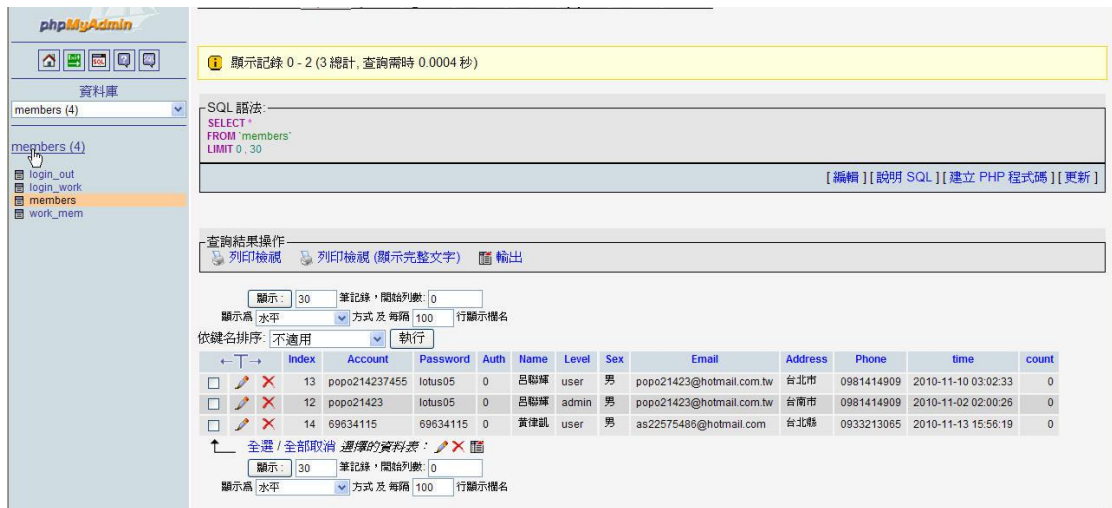 phpMyAdmin
資料庫
members (4)
members (4)
login_out
login_work
members
work_mem
顯示記錄 0 - 2 (3 總計, 查詢需時 0.0004 秒)
SQL 語法:
SELECT *
FROM `members`
LIMIT 0 , 30
[ 編輯 ] [ 說明 SQL ] [ 建立 PHP 程式碼 ] [ 更新 ]
查詢結果操作
列印檢視 列印檢視 (顯示完整文字) 輸出
顯示: 30 筆記錄,開始列數: 0
顯示為 水平 方式 及 每隔 100 行顯示欄名
依鍵名排序: 不適用 執行
←T→ Index Account Password Auth Name Level Sex Email Address Phone time count
13 popo214237455 lotus05 0 呂聯輝 user 男 popo21423@hotmail.com.tw 台北市 0981414909 2010-11-10 03:02:33 0
12 popo21423 lotus05 0 呂聯輝 admin 男 popo21423@hotmail.com.tw 台南市 0981414909 2010-11-02 02:00:26 0
14 69634115 69634115 0 黃律凱 user 男 as22575486@hotmail.com 台北縣 0933213065 2010-11-13 15:56:19 0
全選 / 全部取消 選擇的資料表:
顯示: 30 筆記錄,開始列數: 0
顯示為 水平 方式 及 每隔 100 行顯示欄名